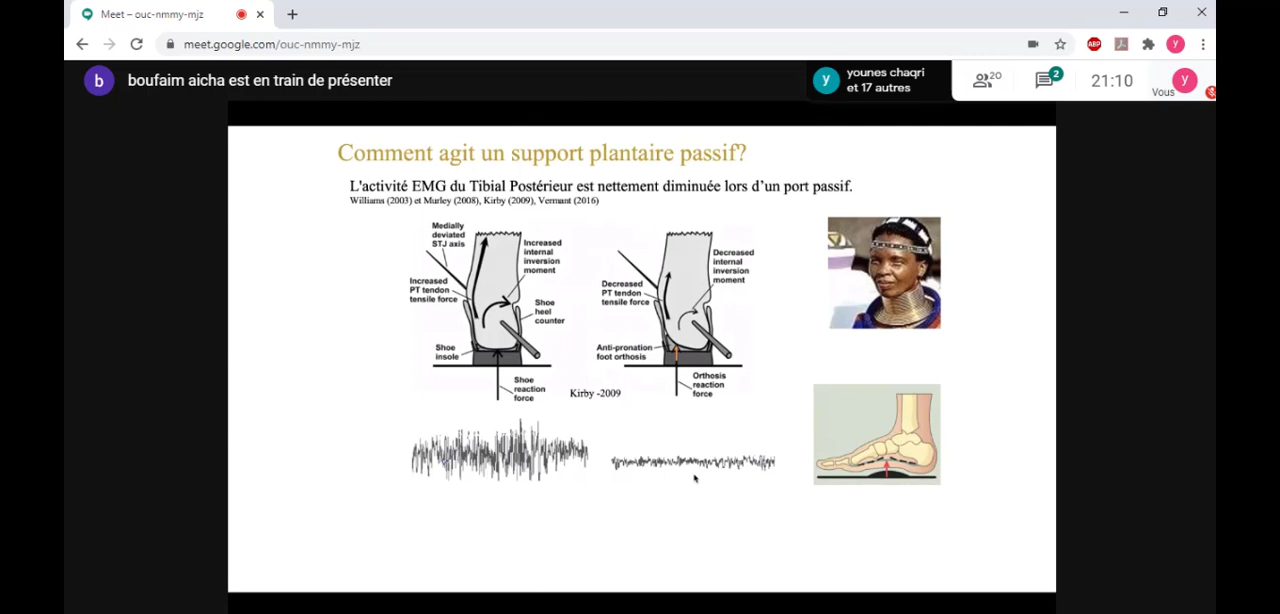 Meet – ouc-nmmy-mjz
meet.google.com/ouc-nmmy-mjz
ABP
y
b
boufaim aicha est en train de présenter
y
younes chaqri
et 17 autres
20
2
21:10
Vous
y
Comment agit un support plantaire passif?
L'activité EMG du Tibial Postérieur est nettement diminuée lors d’un port passif.
Williams (2003) et Murley (2008), Kirby (2009), Vermant (2016)
Medially
deviated
STJ axis
Increased
internal
inversion
moment
Increased
PT tendon
tensile force
Shoe
heel
counter
Shoe
insole
Shoe
reaction
force
Decreased
internal
inversion
moment
Decreased
PT tendon
tensile force
Anti-pronation
foot orthosis
Orthosis
reaction
force
Kirby -2009